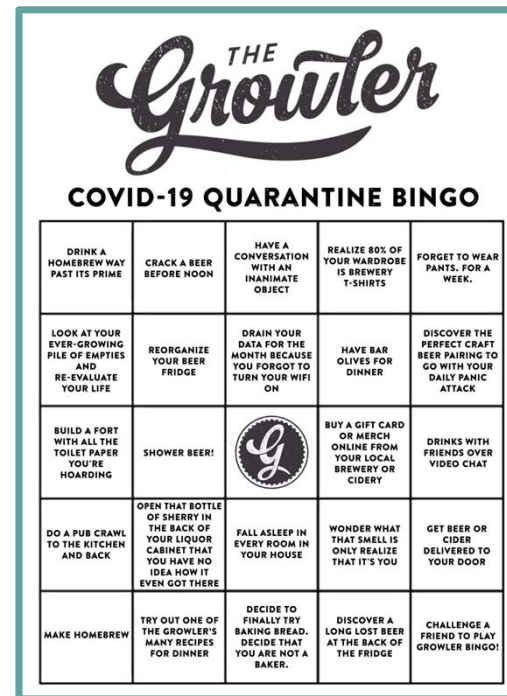 THE
Growler
COVID-19 QUARANTINE BINGO
DRINK A
HOMEBREW WAY
PAST ITS PRIME
CRACK A BEER
BEFORE NOON
HAVE A
CONVERSATION
WITH AN
INANIMATE
OBJECT
REALIZE 80% OF
YOUR WARDROBE
IS BREWERY
T-SHIRTS
FORGET TO WEAR
PANTS. FOR A
WEEK.
LOOK AT YOUR
EVER-GROWING
PILE OF EMPTIES
AND
RE-EVALUATE
YOUR LIFE
REORGANIZE
YOUR BEER
FRIDGE
DRAIN YOUR
DATA FOR THE
MONTH BECAUSE
YOU FORGOT TO
TURN YOUR WIFI
ON
HAVE BAR
OLIVES FOR
DINNER
DISCOVER THE
PERFECT CRAFT
BEER PAIRING TO
GO WITH YOUR
DAILY PANIC
ATTACK
BUILD A FORT
WITH ALL THE
TOILET PAPER
YOU'RE
HOARDING
SHOWER BEER!
G
BUY A GIFT CARD
OR MERCH
ONLINE FROM
YOUR LOCAL
BREWERY OR
CIDERY
DRINKS WITH
FRIENDS OVER
VIDEO CHAT
DO A PUB CRAWL
TO THE KITCHEN
AND BACK
OPEN THAT BOTTLE
OF SHERRY IN
THE BACK OF
YOUR LIQUOR
CABINET THAT
YOU HAVE NO
IDEA HOW IT
EVEN GOT THERE
FALL ASLEEP IN
EVERY ROOM IN
YOUR HOUSE
WONDER WHAT
THAT SMELL IS
ONLY REALIZE
THAT IT'S YOU
GET BEER OR
CIDER
DELIVERED TO
YOUR DOOR
MAKE HOMEBREW
TRY OUT ONE OF
THE GROWLER'S
MANY RECIPES
FOR DINNER
DECIDE TO
FINALLY TRY
BAKING BREAD.
DECIDE THAT
YOU ARE NOT A
BAKER.
DISCOVER A
LONG LOST BEER
AT THE BACK OF
THE FRIDGE
CHALLENGE A
FRIEND TO PLAY
GROWLER BINGO!